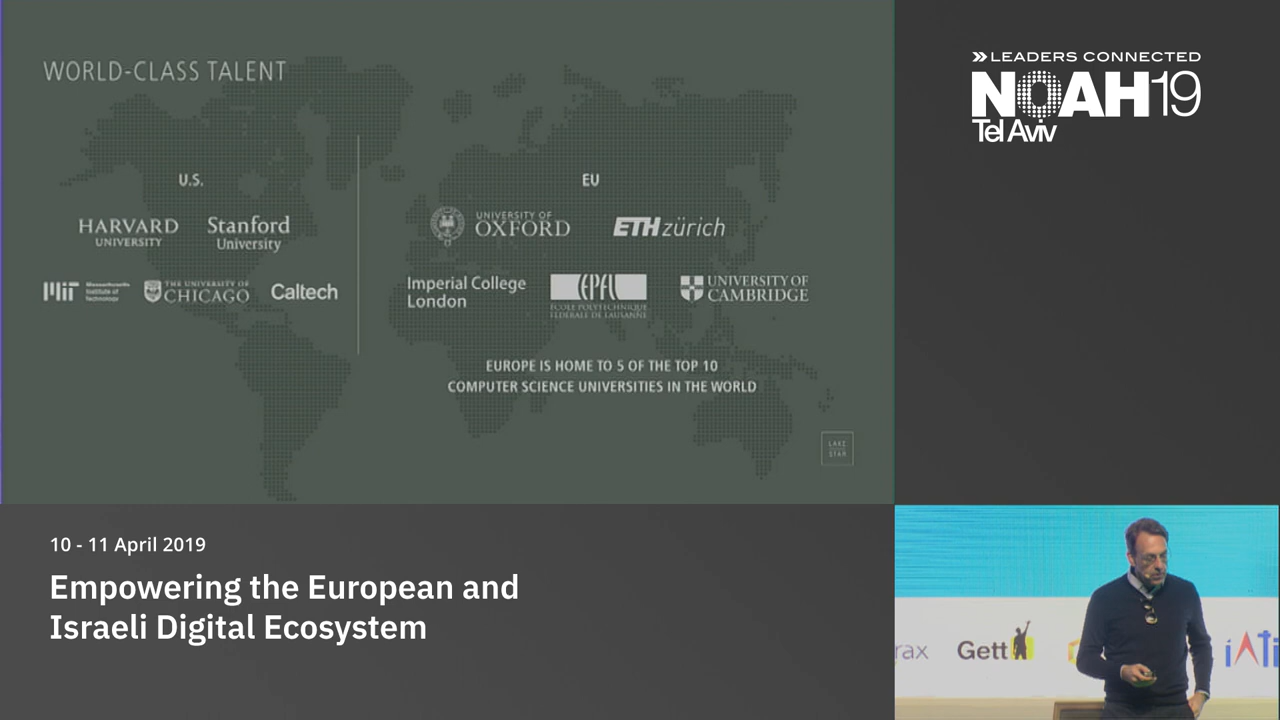 WORLD-CLASS TALENT
U.S.
HARVARD
UNIVERSITY
Stanford
University
MIT
Massachusetts
Institute of
Technology
THE UNIVERSITY OF
CHICAGO
Caltech
EU
UNIVERSITY OF
OXFORD
ETH zürich
Imperial College
London
EPFL
ÉCOLE POLYTECHNIQUE
FÉDÉRALE DE LAUSANNE
UNIVERSITY OF
CAMBRIDGE
EUROPE IS HOME TO 5 OF THE TOP 10
COMPUTER SCIENCE UNIVERSITIES IN THE WORLD
LAKE
STAR
LEADERS CONNECTED
NOAH19
Tel Aviv
10 - 11 April 2019
Empowering the European and
Israeli Digital Ecosystem
rax
Gett
iATi